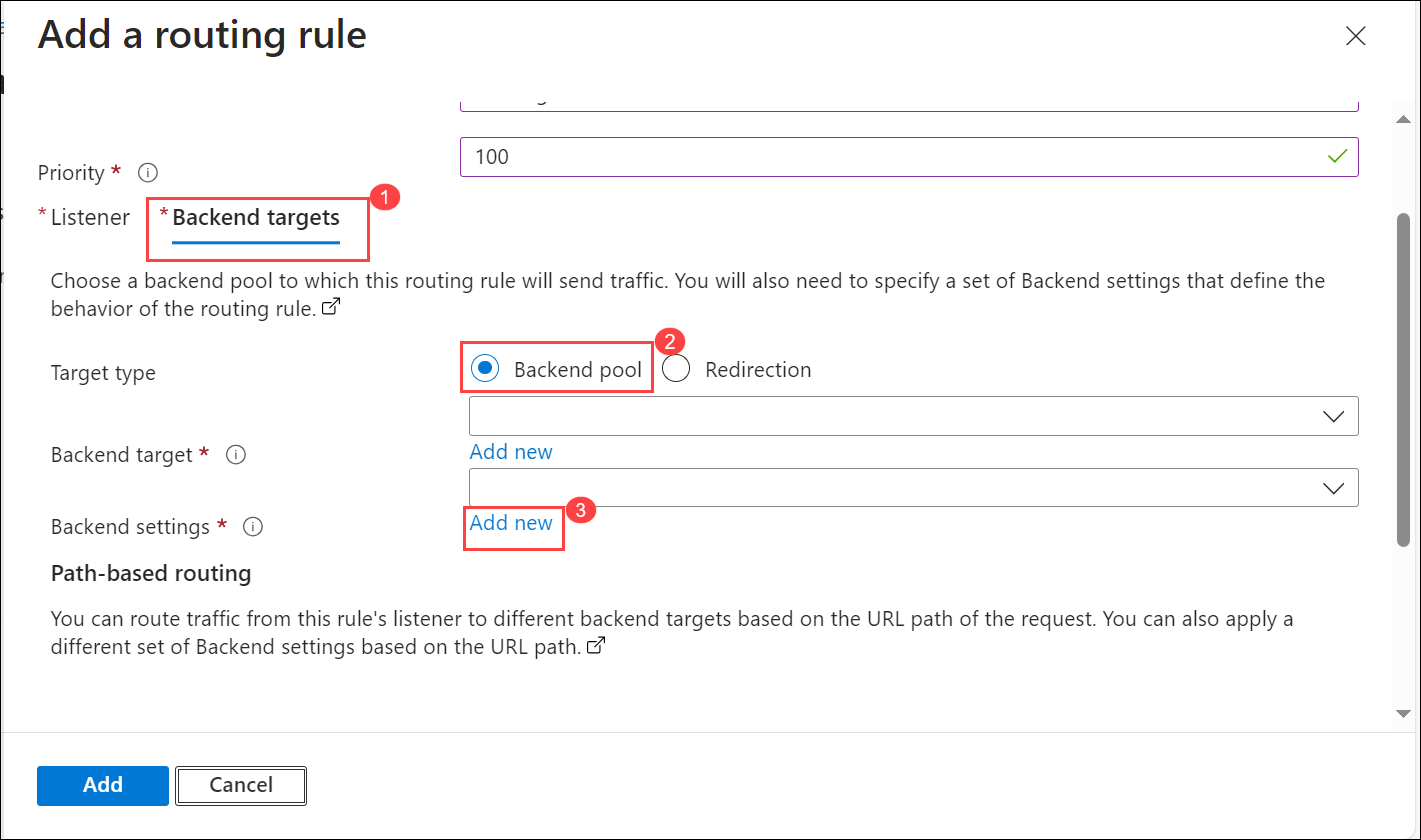 Add a routing rule
Priority *
100
* Listener
* Backend targets
1
Choose a backend pool to which this routing rule will send traffic. You will also need to specify a set of Backend settings that define the
behavior of the routing rule.
Target type
Backend pool
2
Redirection
Backend target *
Add new
Backend settings *
Add new
3
Path-based routing
You can route traffic from this rule's listener to different backend targets based on the URL path of the request. You can also apply a
different set of Backend settings based on the URL path.
Add
Cancel